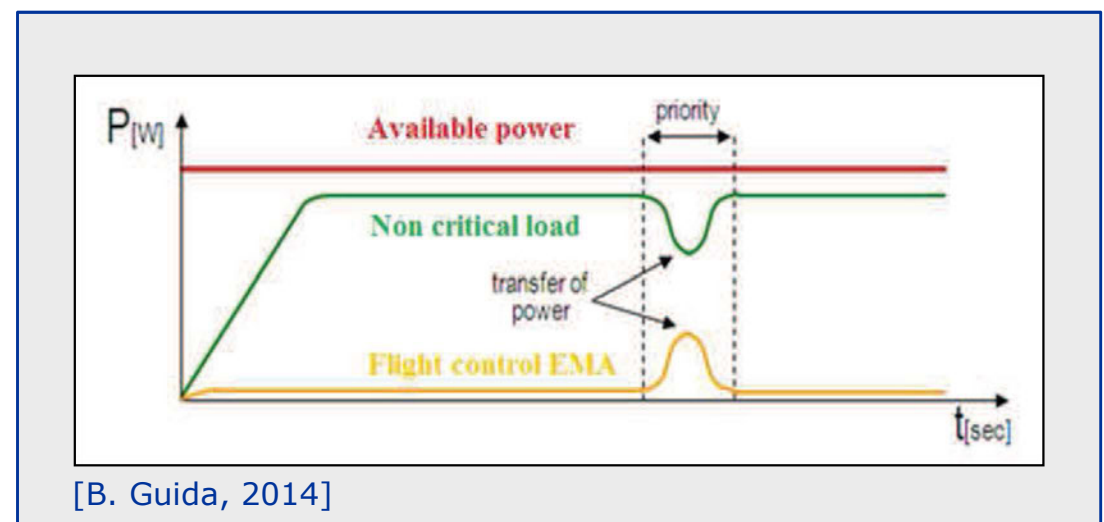 P[W]
Available power
priority
Non critical load
transfer of
power
Flight control EMA
t[sec]
[B. Guida, 2014]